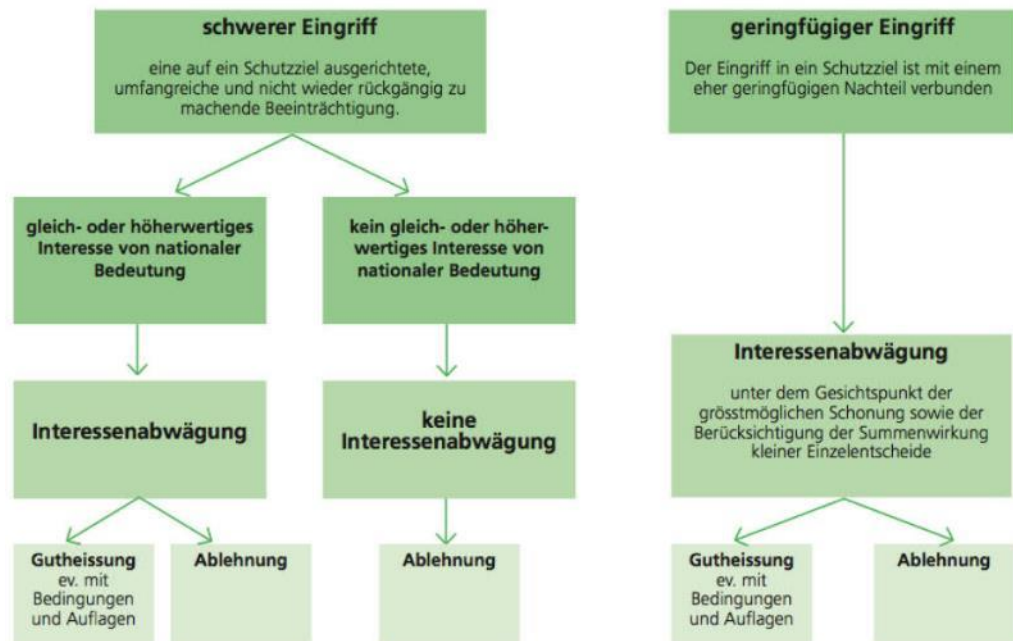 schwerer Eingriff
eine auf ein Schutzziel ausgerichtete,
umfangreiche und nicht wieder rückgängig zu
machende Beeinträchtigung.
geringfügiger Eingriff
Der Eingriff in ein Schutzziel ist mit einem
eher geringfügigen Nachteil verbunden
gleich- oder höherwertiges
Interesse von nationaler
Bedeutung
kein gleich- oder höher-
wertiges Interesse von
nationaler Bedeutung
Interessenabwägung
keine
Interessenabwägung
Interessenabwägung
unter dem Gesichtspunkt der
grösstmöglichen Schonung sowie der
Berücksichtigung der Summenwirkung
kleiner Einzelentscheide
Gutheissung
ev. mit
Bedingungen
und Auflagen
Ablehnung
Ablehnung
Gutheissung
ev. mit
Bedingungen
und Auflagen
Ablehnung